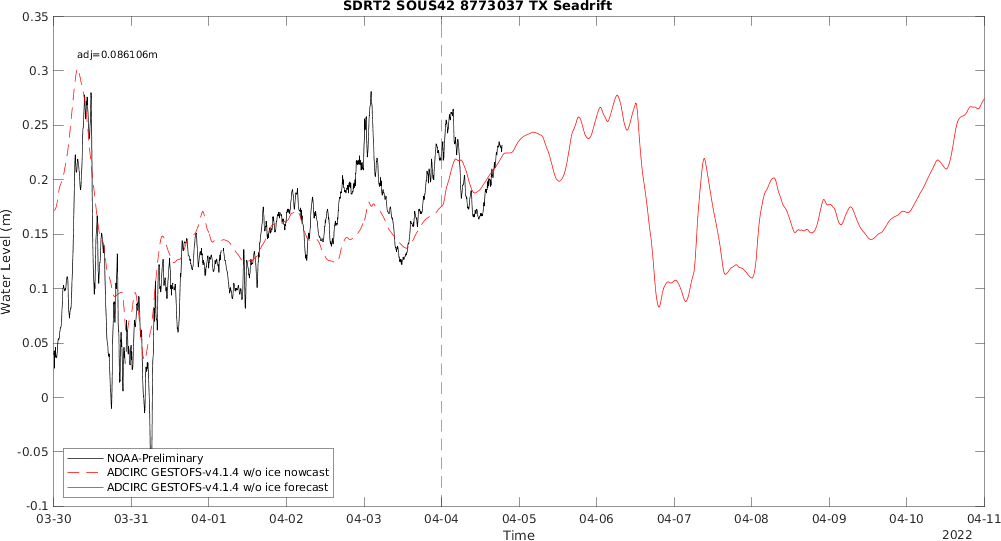 SDRT2 SOUS42 8773037 TX Seadrift
adj=0.086106m
0.35
0.3
0.25
0.2
0.15
0.1
0.05
0
-0.05
-0.1
Water Level (m)
NOAA-Preliminary
ADCIRC GESTOFS-v4.1.4 w/o ice nowcast
ADCIRC GESTOFS-v4.1.4 w/o ice forecast
03-30 03-31 04-01 04-02 04-03 04-04 04-05 04-06 04-07 04-08 04-09 04-10 04-11
Time
2022